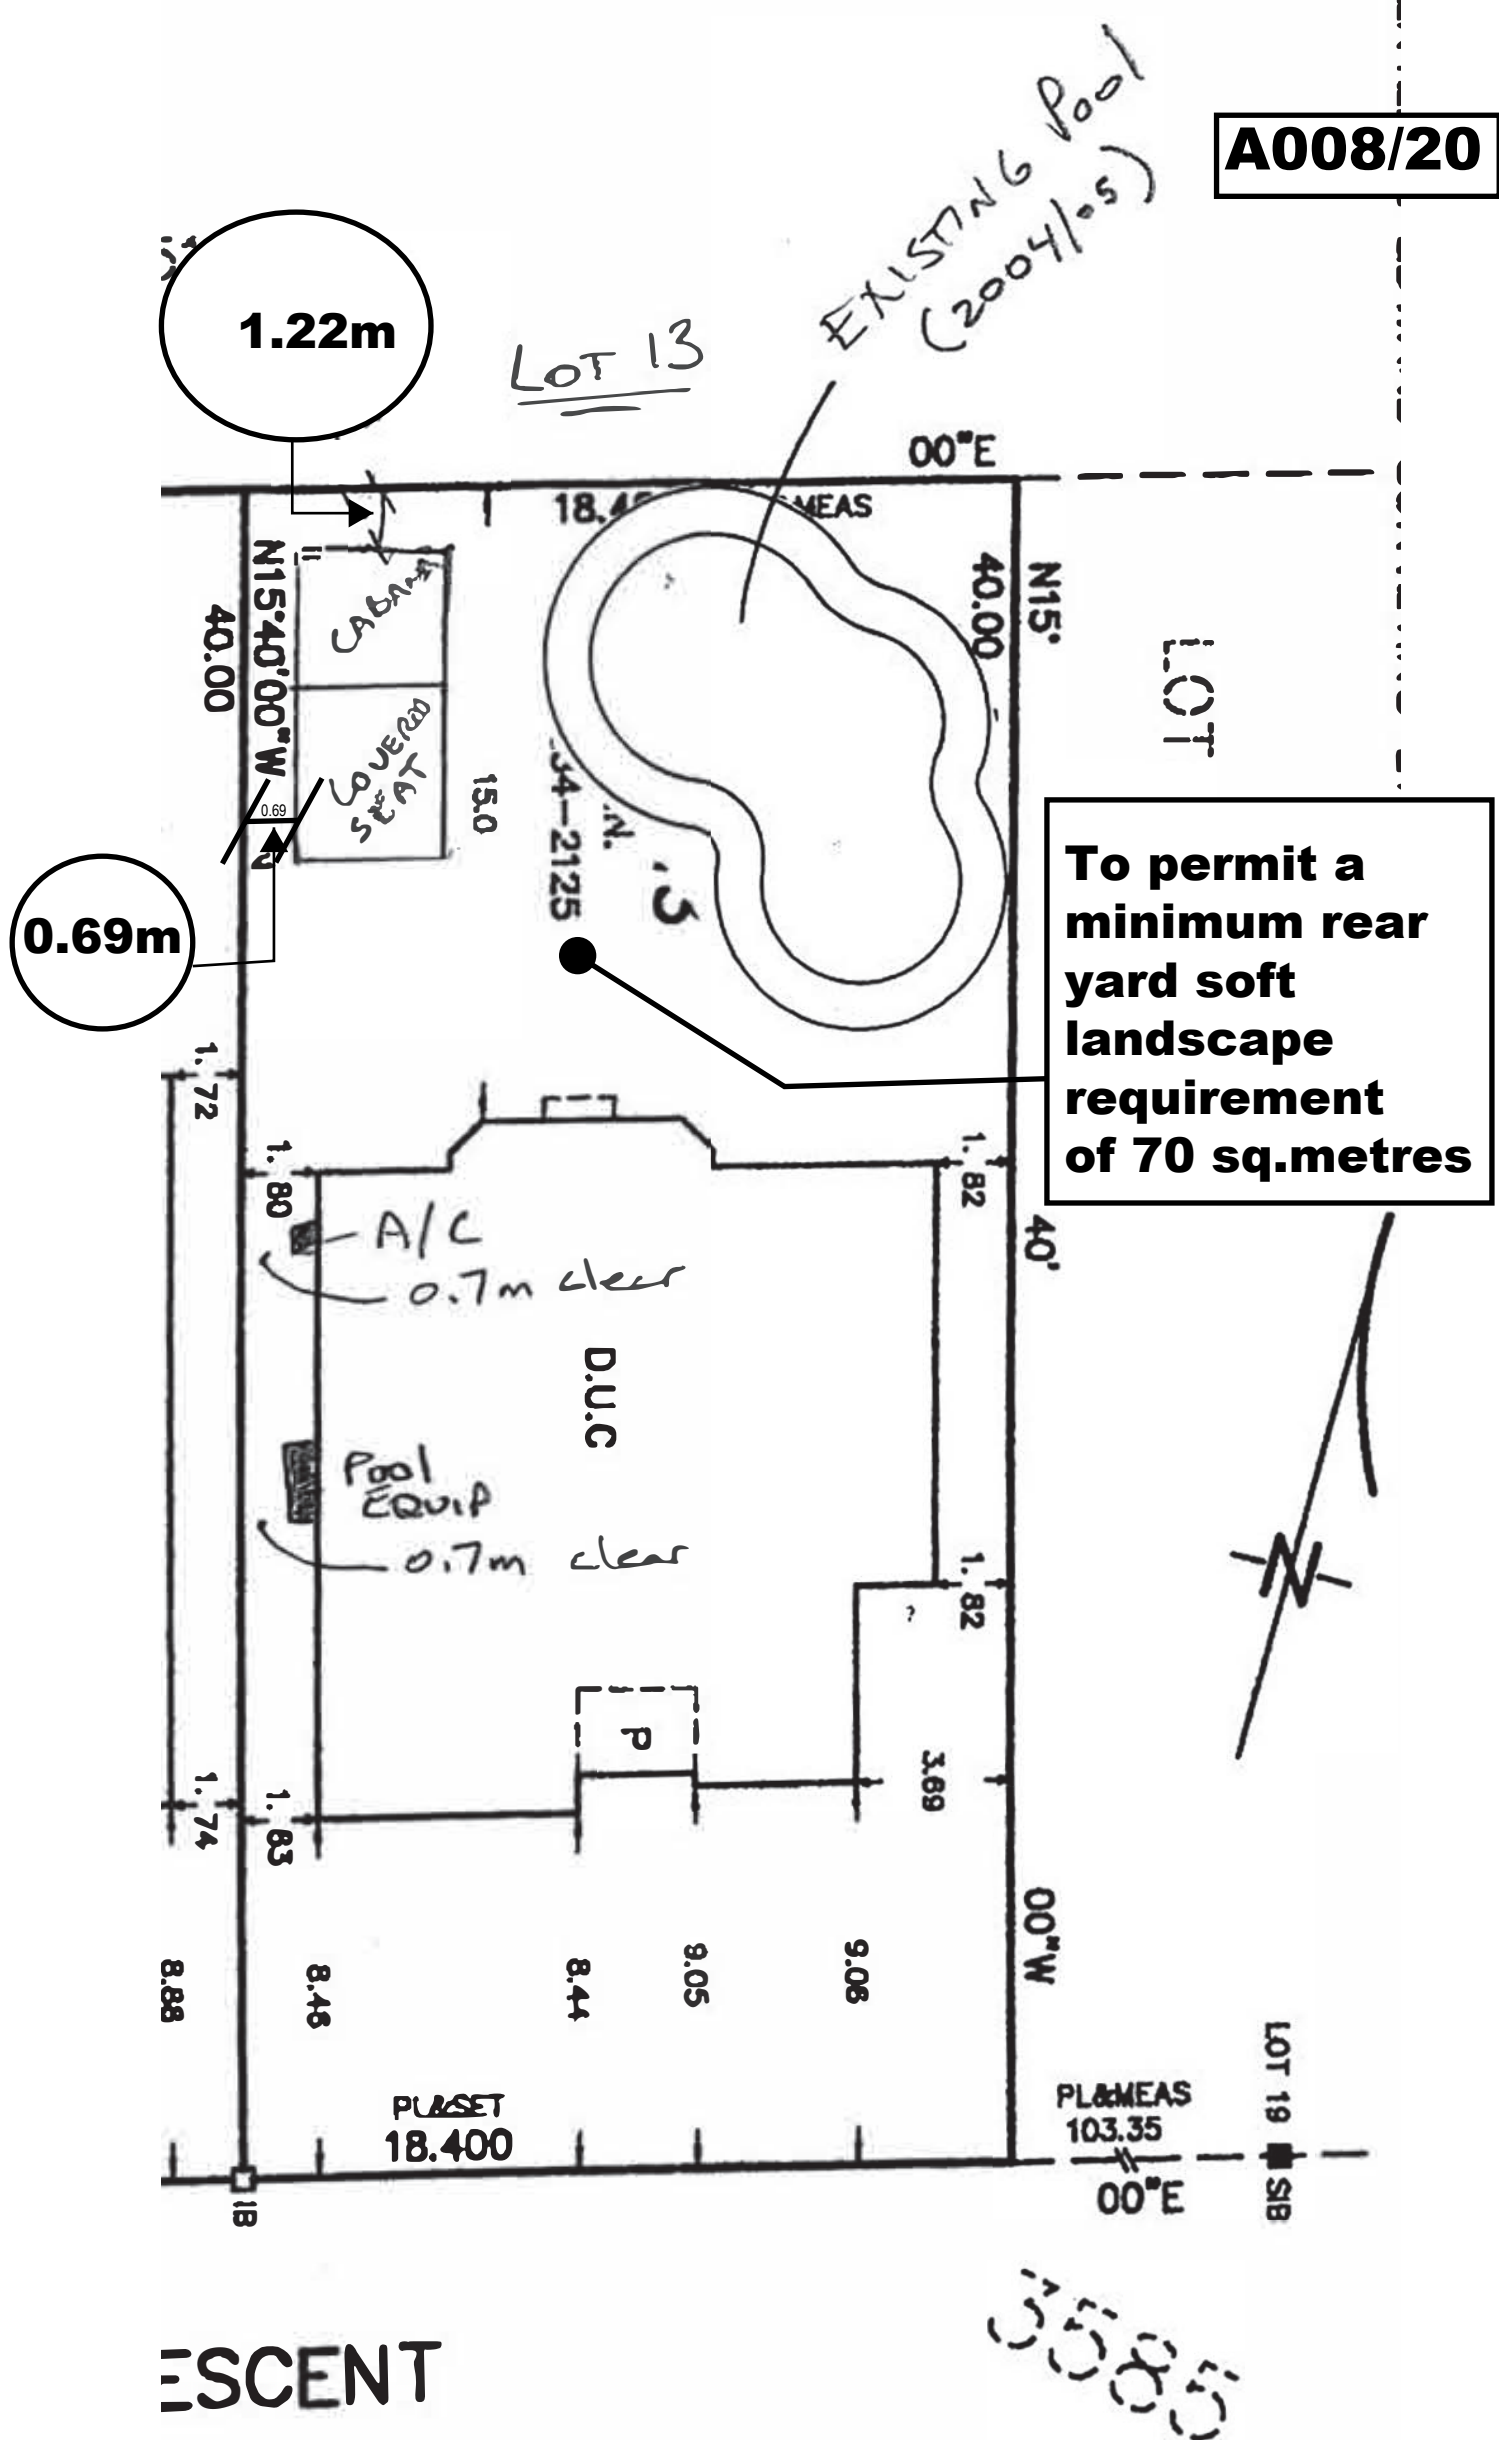 EXISTING Pool
(2004/05)
A008/20
1.22m
LOT 13
00"E
MEAS
N15°40'00"W
40.00
CABANA
COVERED
SEAT
0.69
0.69m
15.0
34-2125
N.
40.00
N15°
LOT
To permit a
minimum rear
yard soft
landscape
requirement
of 70 sq.metres
1.72
1.80
1.82
40'
A/C
0.7m clear
D.U.C
Pool
EQUIP
0.7m clear
1.82
N
P
3.69
1.74
1.83
00"W
8.88
8.46
8.44
9.05
9.06
PL&SET
18.400
PL&MEAS
103.35
00"E
LOT 19
SIB
IB
ESCENT
3585